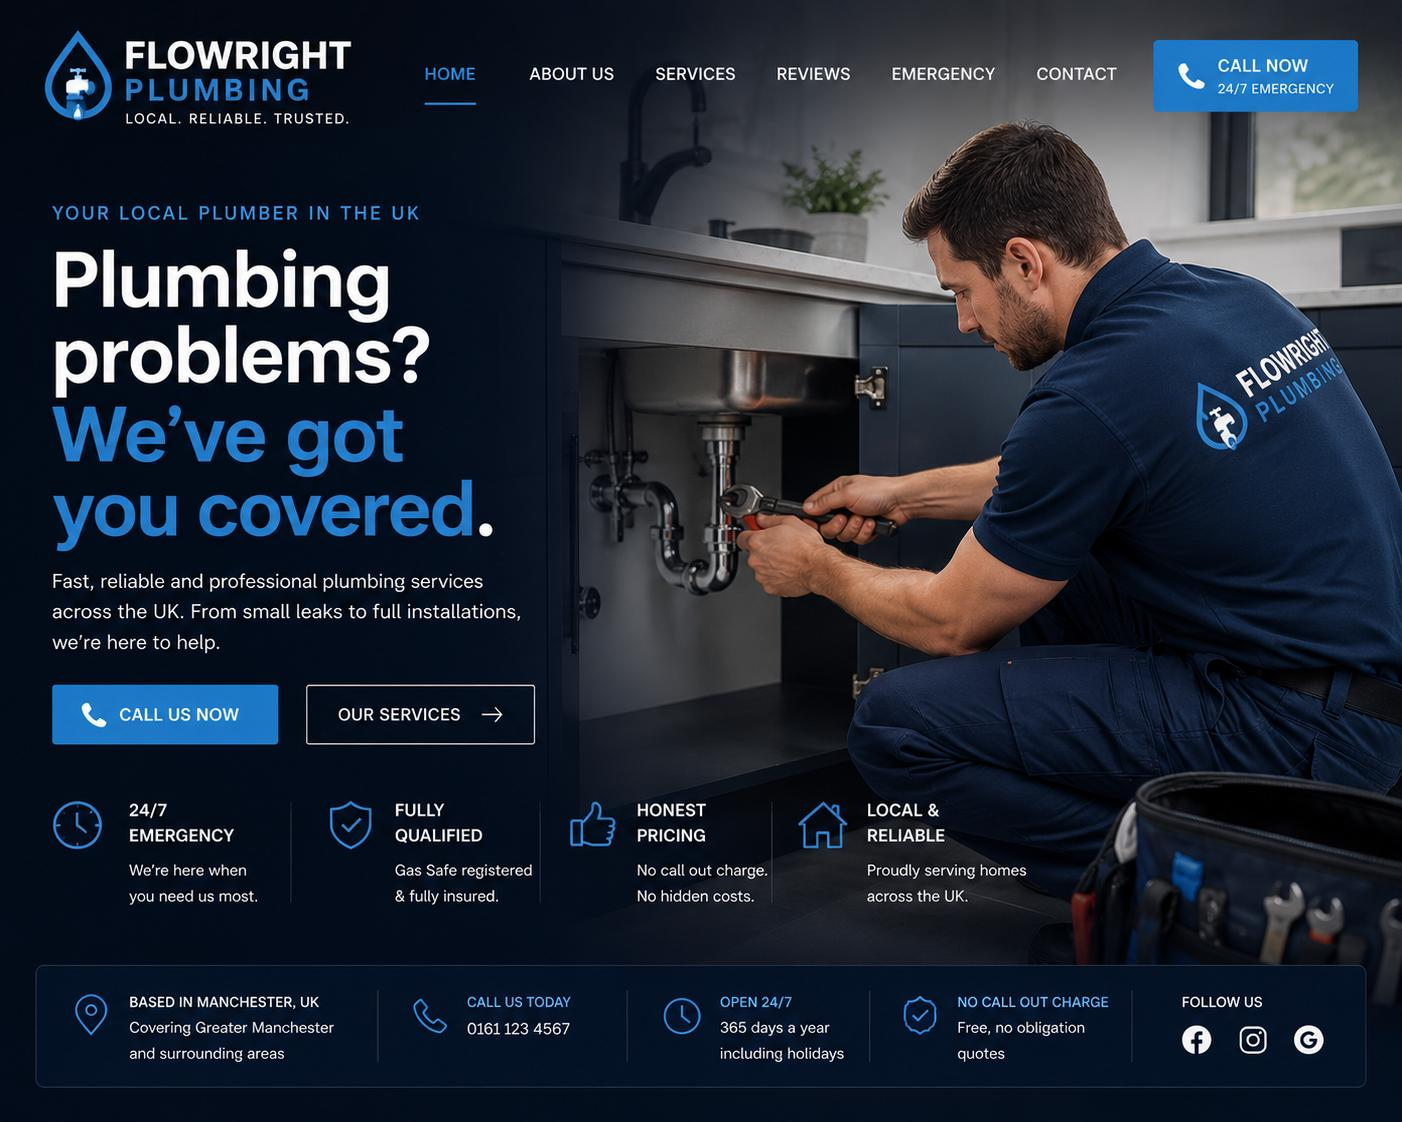 FLOWRIGHT
PLUMBING
LOCAL. RELIABLE. TRUSTED.
HOME
ABOUT US
SERVICES
REVIEWS
EMERGENCY
CONTACT
CALL NOW
24/7 EMERGENCY
YOUR LOCAL PLUMBER IN THE UK
Plumbing
problems?
We’ve got
you covered.
Fast, reliable and professional plumbing services
across the UK. From small leaks to full installations,
we’re here to help.
CALL US NOW
OUR SERVICES
FLOWRIGHT
PLUMBING
24/7
EMERGENCY
We’re here when
you need us most.
FULLY
QUALIFIED
Gas Safe registered
& fully insured.
HONEST
PRICING
No call out charge.
No hidden costs.
LOCAL &
RELIABLE
Proudly serving homes
across the UK.
BASED IN MANCHESTER, UK
Covering Greater Manchester
and surrounding areas
CALL US TODAY
0161 123 4567
OPEN 24/7
365 days a year
including holidays
NO CALL OUT CHARGE
Free, no obligation
quotes
FOLLOW US